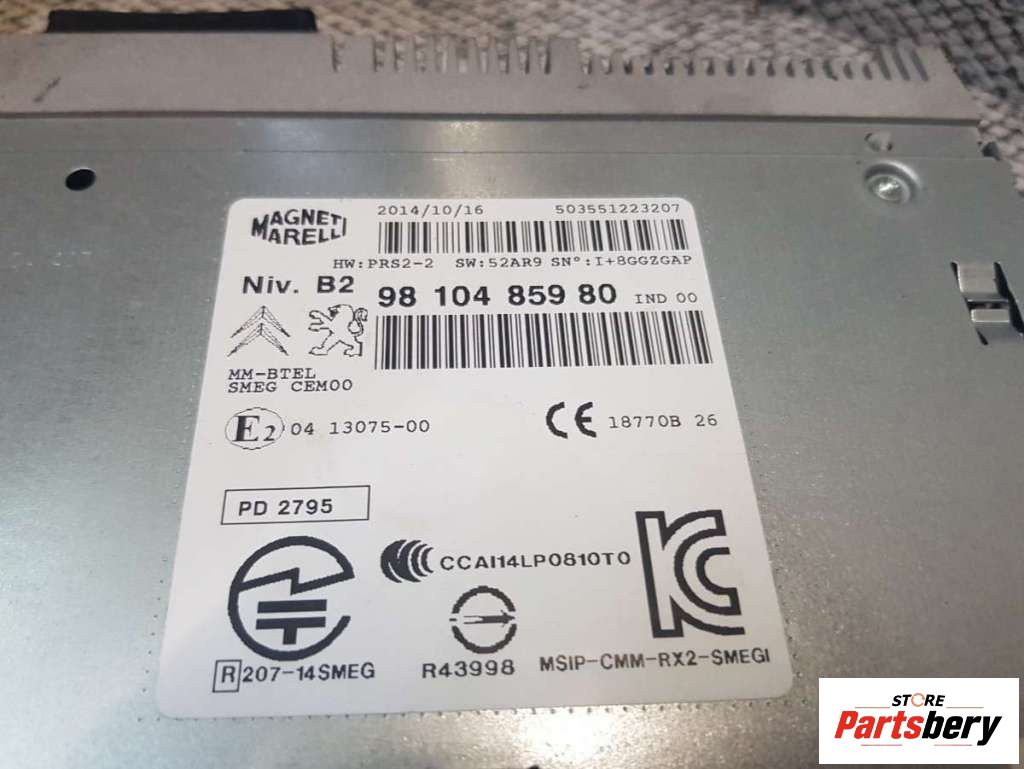 MAGNETI MARELLI
2014/10/16 503551223207
HW:PRS2-2 SW:52AR9 SN°:I+8GGZGAP
Niv. B2 98 104 859 80 IND 00
MM-BTEL
SMEG CEM00
E2 04 13075-00 CE 18770B 26
PD 2795
CCAI14LP0810T0
R 207-14SMEG R43998 MSIP-CMM-RX2-SMEGI
STORE
Partsbery